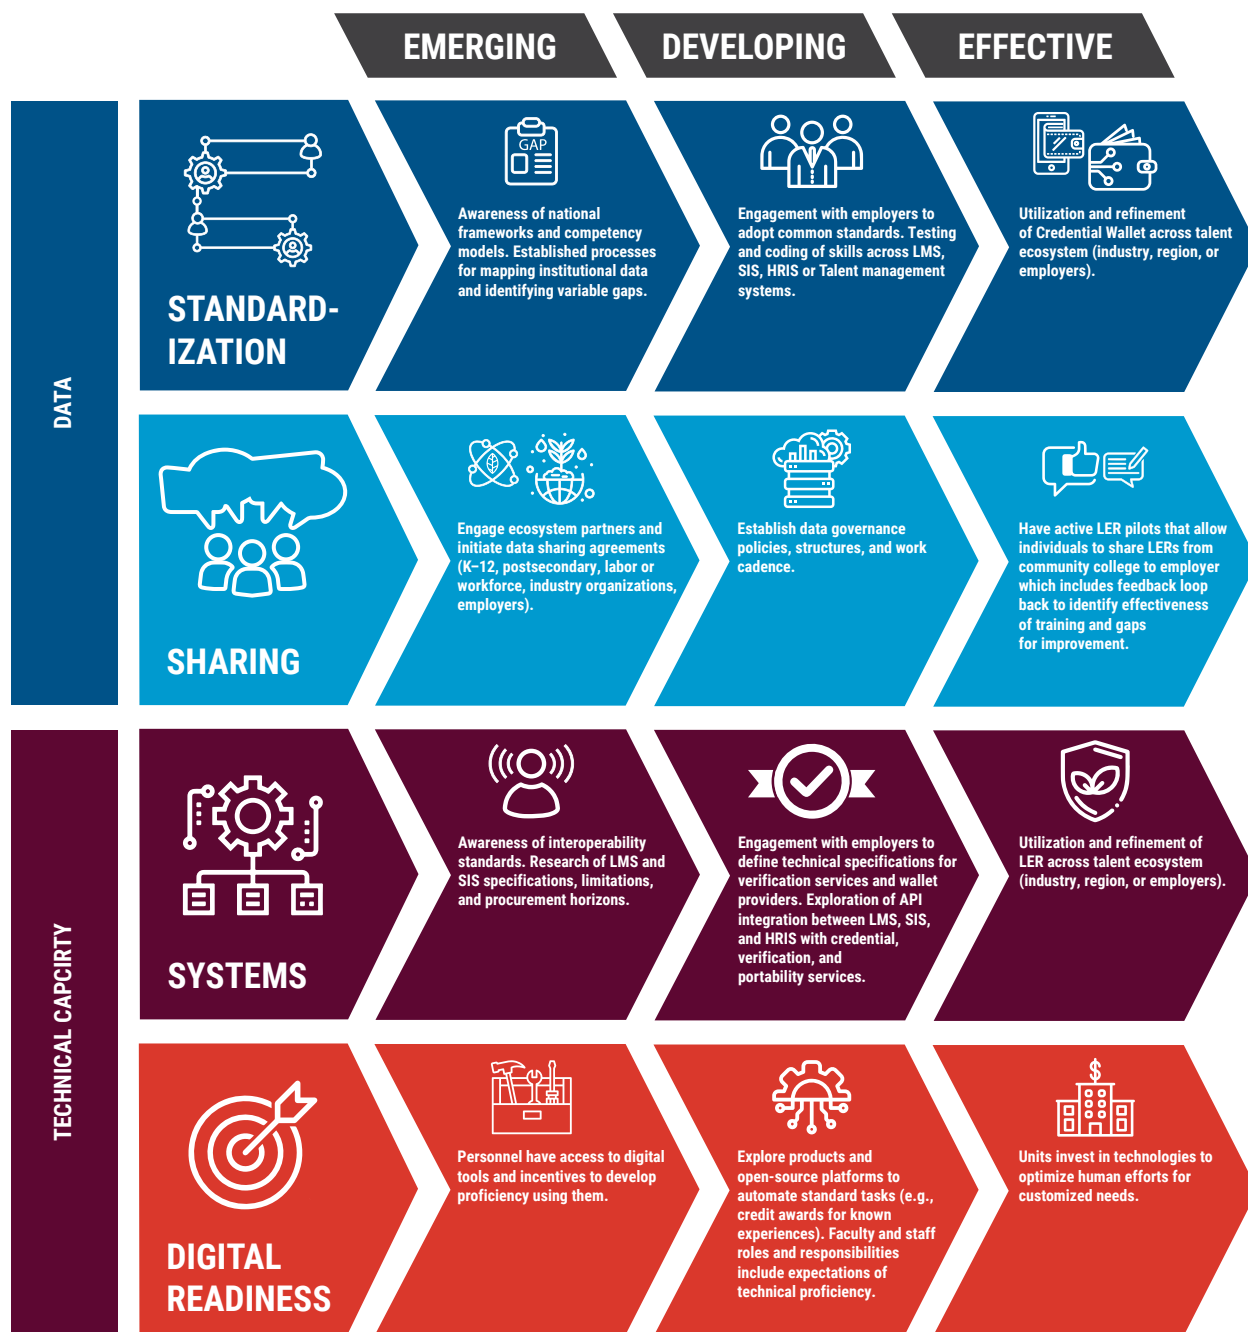 EMERGING
DEVELOPING
EFFECTIVE
DATA
STANDARD-
IZATION
GAP
Awareness of national
frameworks and competency
models. Established processes
for mapping institutional data
and identifying variable gaps.
Engagement with employers to
adopt common standards. Testing
and coding of skills across LMS,
SIS, HRIS or Talent management
systems.
Utilization and refinement
of Credential Wallet across talent
ecosystem (industry, region, or
employers).
SHARING
Engage ecosystem partners and
initiate data sharing agreements
(K–12, postsecondary, labor or
workforce, industry organizations,
employers).
Establish data governance
policies, structures, and work
cadence.
Have active LER pilots that allow
individuals to share LERs from
community college to employer
which includes feedback loop
back to identify effectiveness
of training and gaps
for improvement.
TECHNICAL CAPCIRTY
SYSTEMS
Awareness of interoperability
standards. Research of LMS and
SIS specifications, limitations,
and procurement horizons.
Engagement with employers to
define technical specifications for
verification services and wallet
providers. Exploration of API
integration between LMS, SIS,
and HRIS with credential,
verification, and
portability services.
Utilization and refinement of
LER across talent ecosystem
(industry, region, or employers).
DIGITAL
READINESS
Personnel have access to digital
tools and incentives to develop
proficiency using them.
Explore products and
open-source platforms to
automate standard tasks (e.g.,
credit awards for known
experiences). Faculty and staff
roles and responsibilities
include expectations of
technical proficiency.
$
Units invest in technologies to
optimize human efforts for
customized needs.